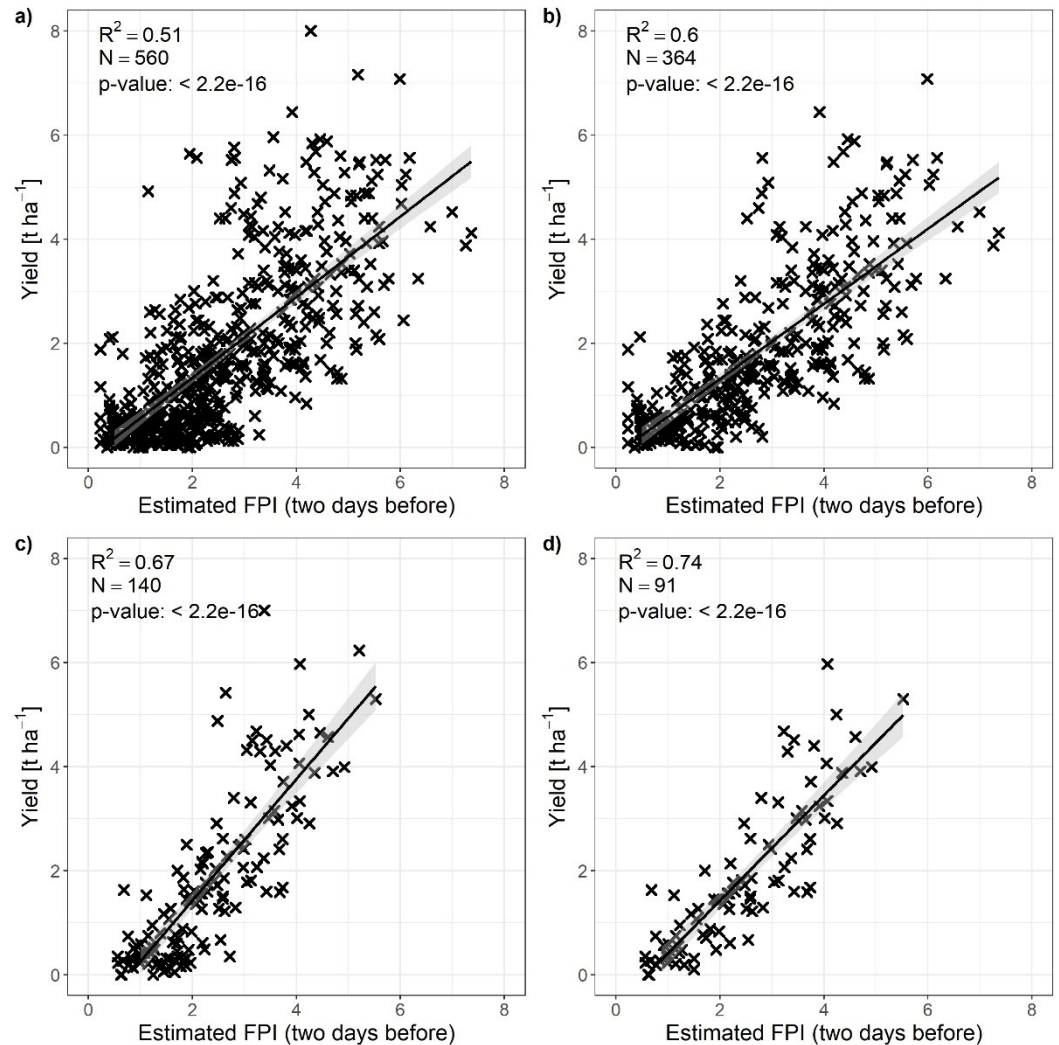 a)
R² = 0.51
N = 560
p-value: < 2.2e-16
8
6
4
2
0
Yield [t ha⁻¹]
0 2 4 6 8
Estimated FPI (two days before)
b)
R² = 0.6
N = 364
p-value: < 2.2e-16
8
6
4
2
0
Yield [t ha⁻¹]
0 2 4 6 8
Estimated FPI (two days before)
c)
R² = 0.67
N = 140
p-value: < 2.2e-16
8
6
4
2
0
Yield [t ha⁻¹]
0 2 4 6 8
Estimated FPI (two days before)
d)
R² = 0.74
N = 91
p-value: < 2.2e-16
8
6
4
2
0
Yield [t ha⁻¹]
0 2 4 6 8
Estimated FPI (two days before)